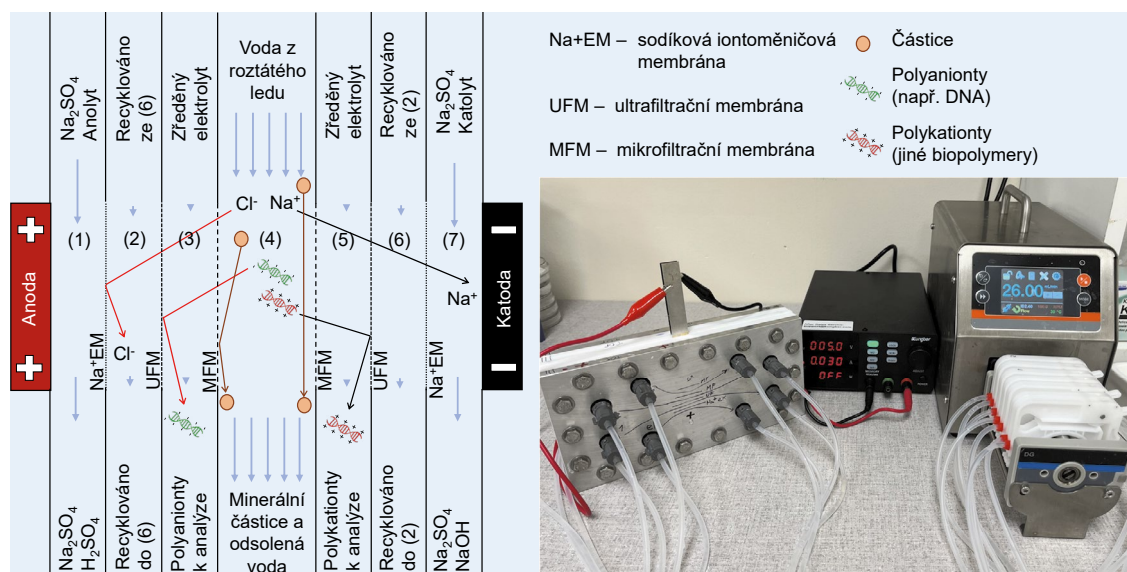 Na₂SO₄
Anolyt
Recyklováno
ze (6)
Zředěný
elektrolyt
Voda z
roztátého
ledu
Zředěný
elektrolyt
Recyklováno
ze (2)
Na₂SO₄
Katolyt
Na+EM – sodíková iontoměničová
membrána
UFM – ultrafiltrační membrána
MFM – mikrofiltrační membrána
Částice
Polyanionty
(např. DNA)
Polykationty
(jiné biopolymery)
Anoda
Katoda
Cl⁻ Na⁺
(1) (2) (3) (4) (5) (6) (7)
Na⁺
Cl⁻
Na⁺EM
UFM
MFM
MFM
UFM
Na⁺EM
Na₂SO₄
H₂SO₄
Recyklováno
do (6)
Polyanionty
k analýze
Minerální
částice a
odsolená
voda
Polykationty
k analýze
Recyklováno
do (2)
Na₂SO₄
NaOH
005.0
0.030
OFF
26.00
DG